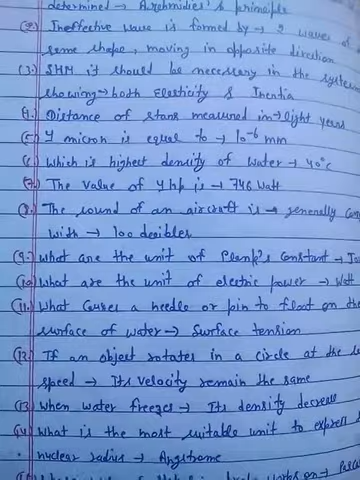 determined → Archmidies's principle
(2.) Ineffective wave is formed by → 2 waves of
same shape, moving in opposite direction
(3.) SHM it should be necessary in the system
showing → both Elasticity & Inertia
(4.) Distance of stars measured in → light years
(5.) 1 micron is equal to → 10⁻⁶ mm
(6.) which is highest density of water → 4°C
(7.) The value of 1 hp is → 746 Watt
(8.) The sound of an aircraft is → generally
with → 100 decibles
(9.) what are the unit of Plank's constant →
(10.) What are the unit of electric power → Watt
(11.) What causes a needle or pin to float on the
surface of water → Surface tension
(12.) If an object rotates in a circle at the
speed → Its velocity remain the same
(13.) When water freezes → Its density decrease
(14.) What is the most suitable unit to express
nuclear radius → Angstrome